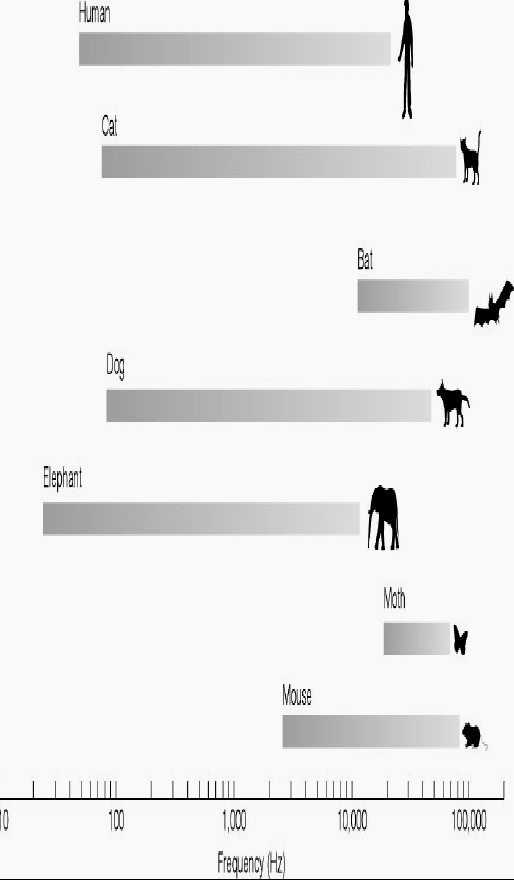 Human
Cat
Bat
Dog
Elephant
Moth
Mouse
10 100 1,000 10,000 100,000
Frequency (Hz)